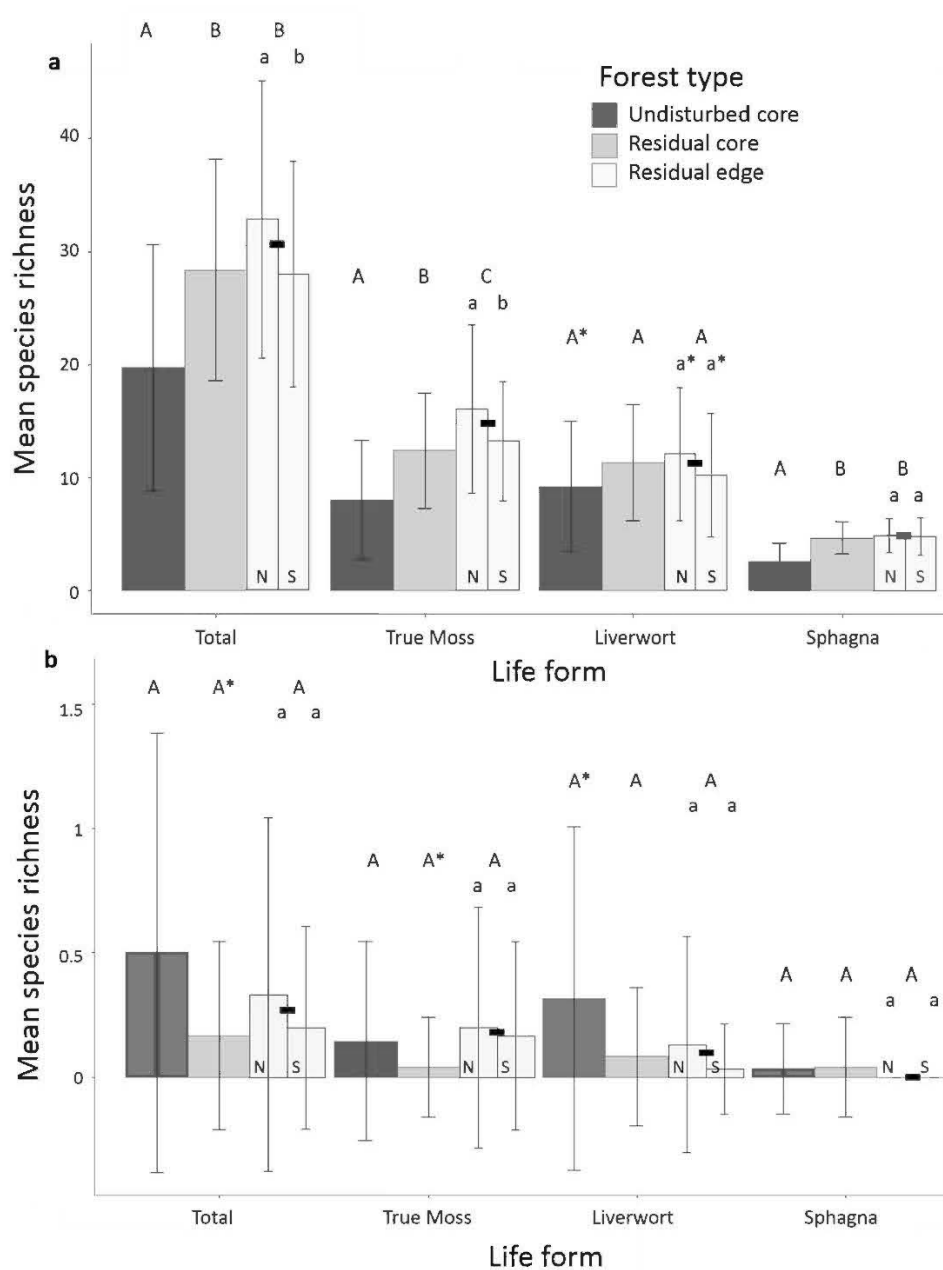 A B B
a
a b
Forest type
Undisturbed core
Residual core
Residual edge
40
30
20
10
0
Mean species richness
A B C
a b
A* A A
a* a*
A B B
a a
N S N S N S N S
Total True Moss Liverwort Sphagna
Life form
b
A A* A
a a
1.5
1
0.5
0
Mean species richness
A A* A
a a
A* A A
a a
A A A
a a
N S N S N S N S
Total True Moss Liverwort Sphagna
Life form